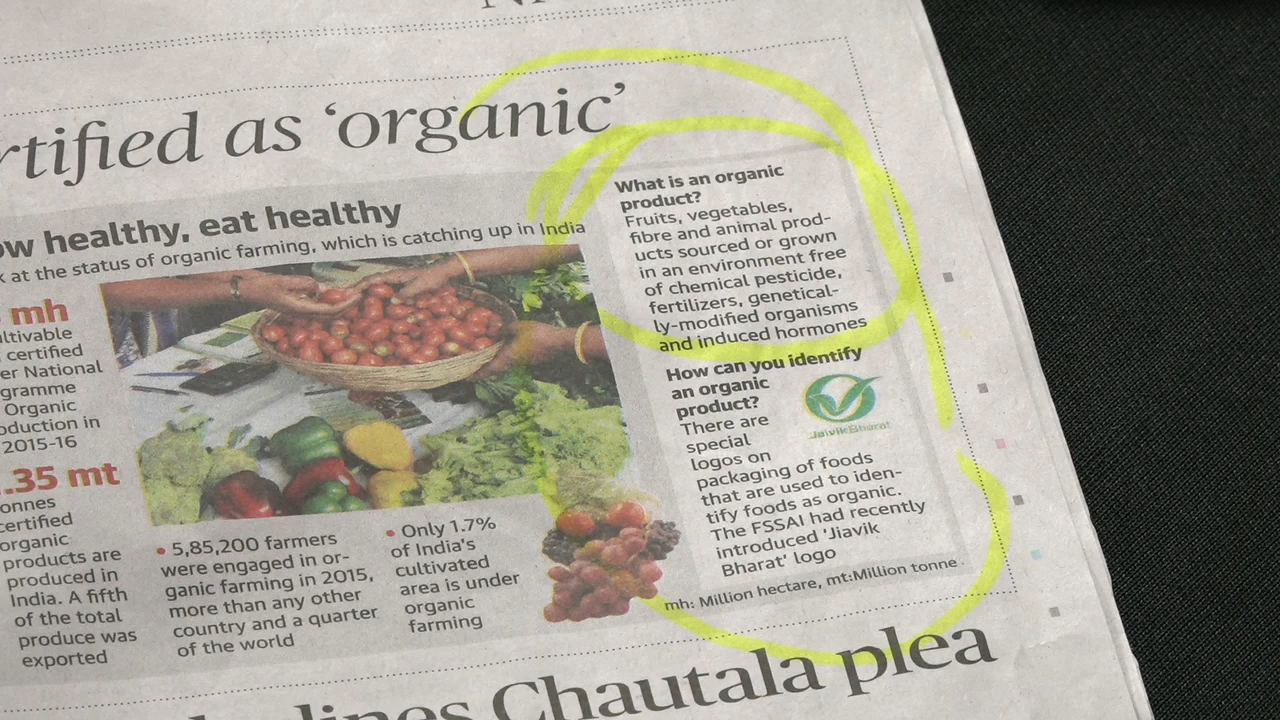 rtified as ‘organic’
ow healthy, eat healthy
at the status of organic farming, which is catching up in India
mh
ultivable
certified
er National
gramme
Organic
oduction in
2015-16
.35 mt
onnes
certified
organic
products are
produced in
India. A fifth
of the total
produce was
exported
• 5,85,200 farmers
were engaged in or-
ganic farming in 2015,
more than any other
country and a quarter
of the world
• Only 1.7%
of India's
cultivated
area is under
organic
farming
What is an organic
product?
Fruits, vegetables,
fibre and animal prod-
ucts sourced or grown
in an environment free
of chemical pesticide,
fertilizers, genetical-
ly-modified organisms
and induced hormones
How can you identify
an organic
product?
There are
special
logos on
packaging of foods
that are used to iden-
tify foods as organic.
The FSSAI had recently
introduced 'Jiavik
Bharat' logo
Jaivik Bharat
mh: Million hectare, mt:Million tonne
lines Chautala plea